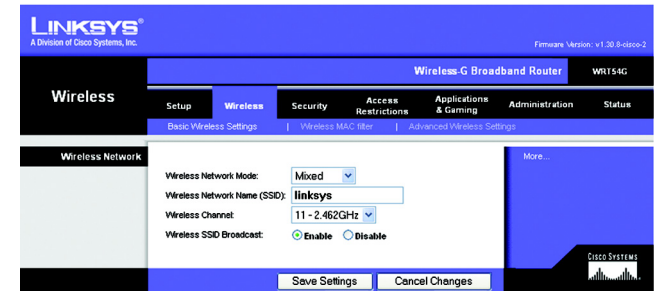 LINKSYS®
A Division of Cisco Systems, Inc.
Firmware Version: v1.30.8-cisco-2
Wireless-G Broadband Router WRT54G
Wireless
Setup Wireless Security Access Restrictions Applications & Gaming Administration Status
Basic Wireless Settings | Wireless MAC filter | Advanced Wireless Settings
Wireless Network
More...
Wireless Network Mode: Mixed
Wireless Network Name (SSID): linksys
Wireless Channel: 11 - 2.462GHz
Wireless SSID Broadcast: Enable Disable
CISCO SYSTEMS
Save Settings Cancel Changes